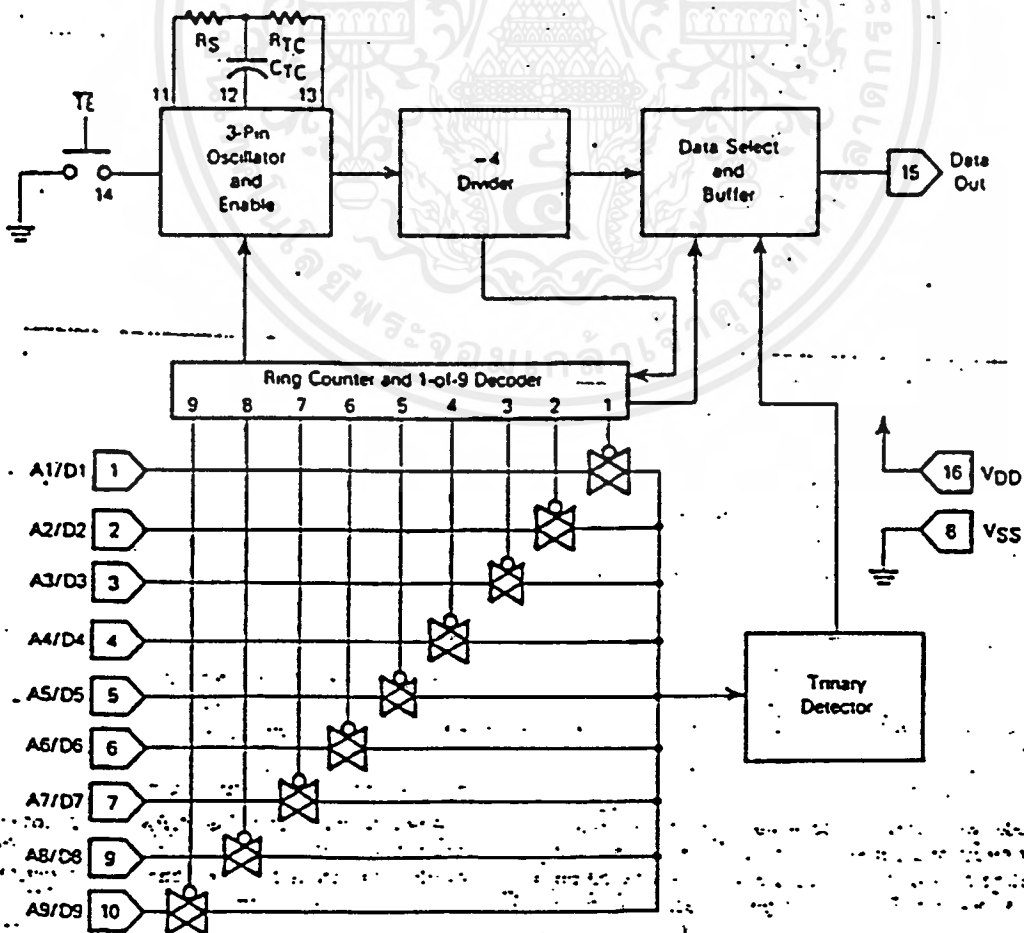 RS RTC
CTC
11 12 13
TE
14
3-Pin
Oscillator
and
Enable
÷4
Divider
Data Select
and
Buffer
15
Data
Out
Ring Counter and 1-of-9 Decoder
9 8 7 6 5 4 3 2 1
A1/D1 1
A2/D2 2
A3/D3 3
A4/D4 4
A5/D5 5
A6/D6 6
A7/D7 7
A8/D8 9
A9/D9 10
16 VDD
8 VSS
Trinary
Detector